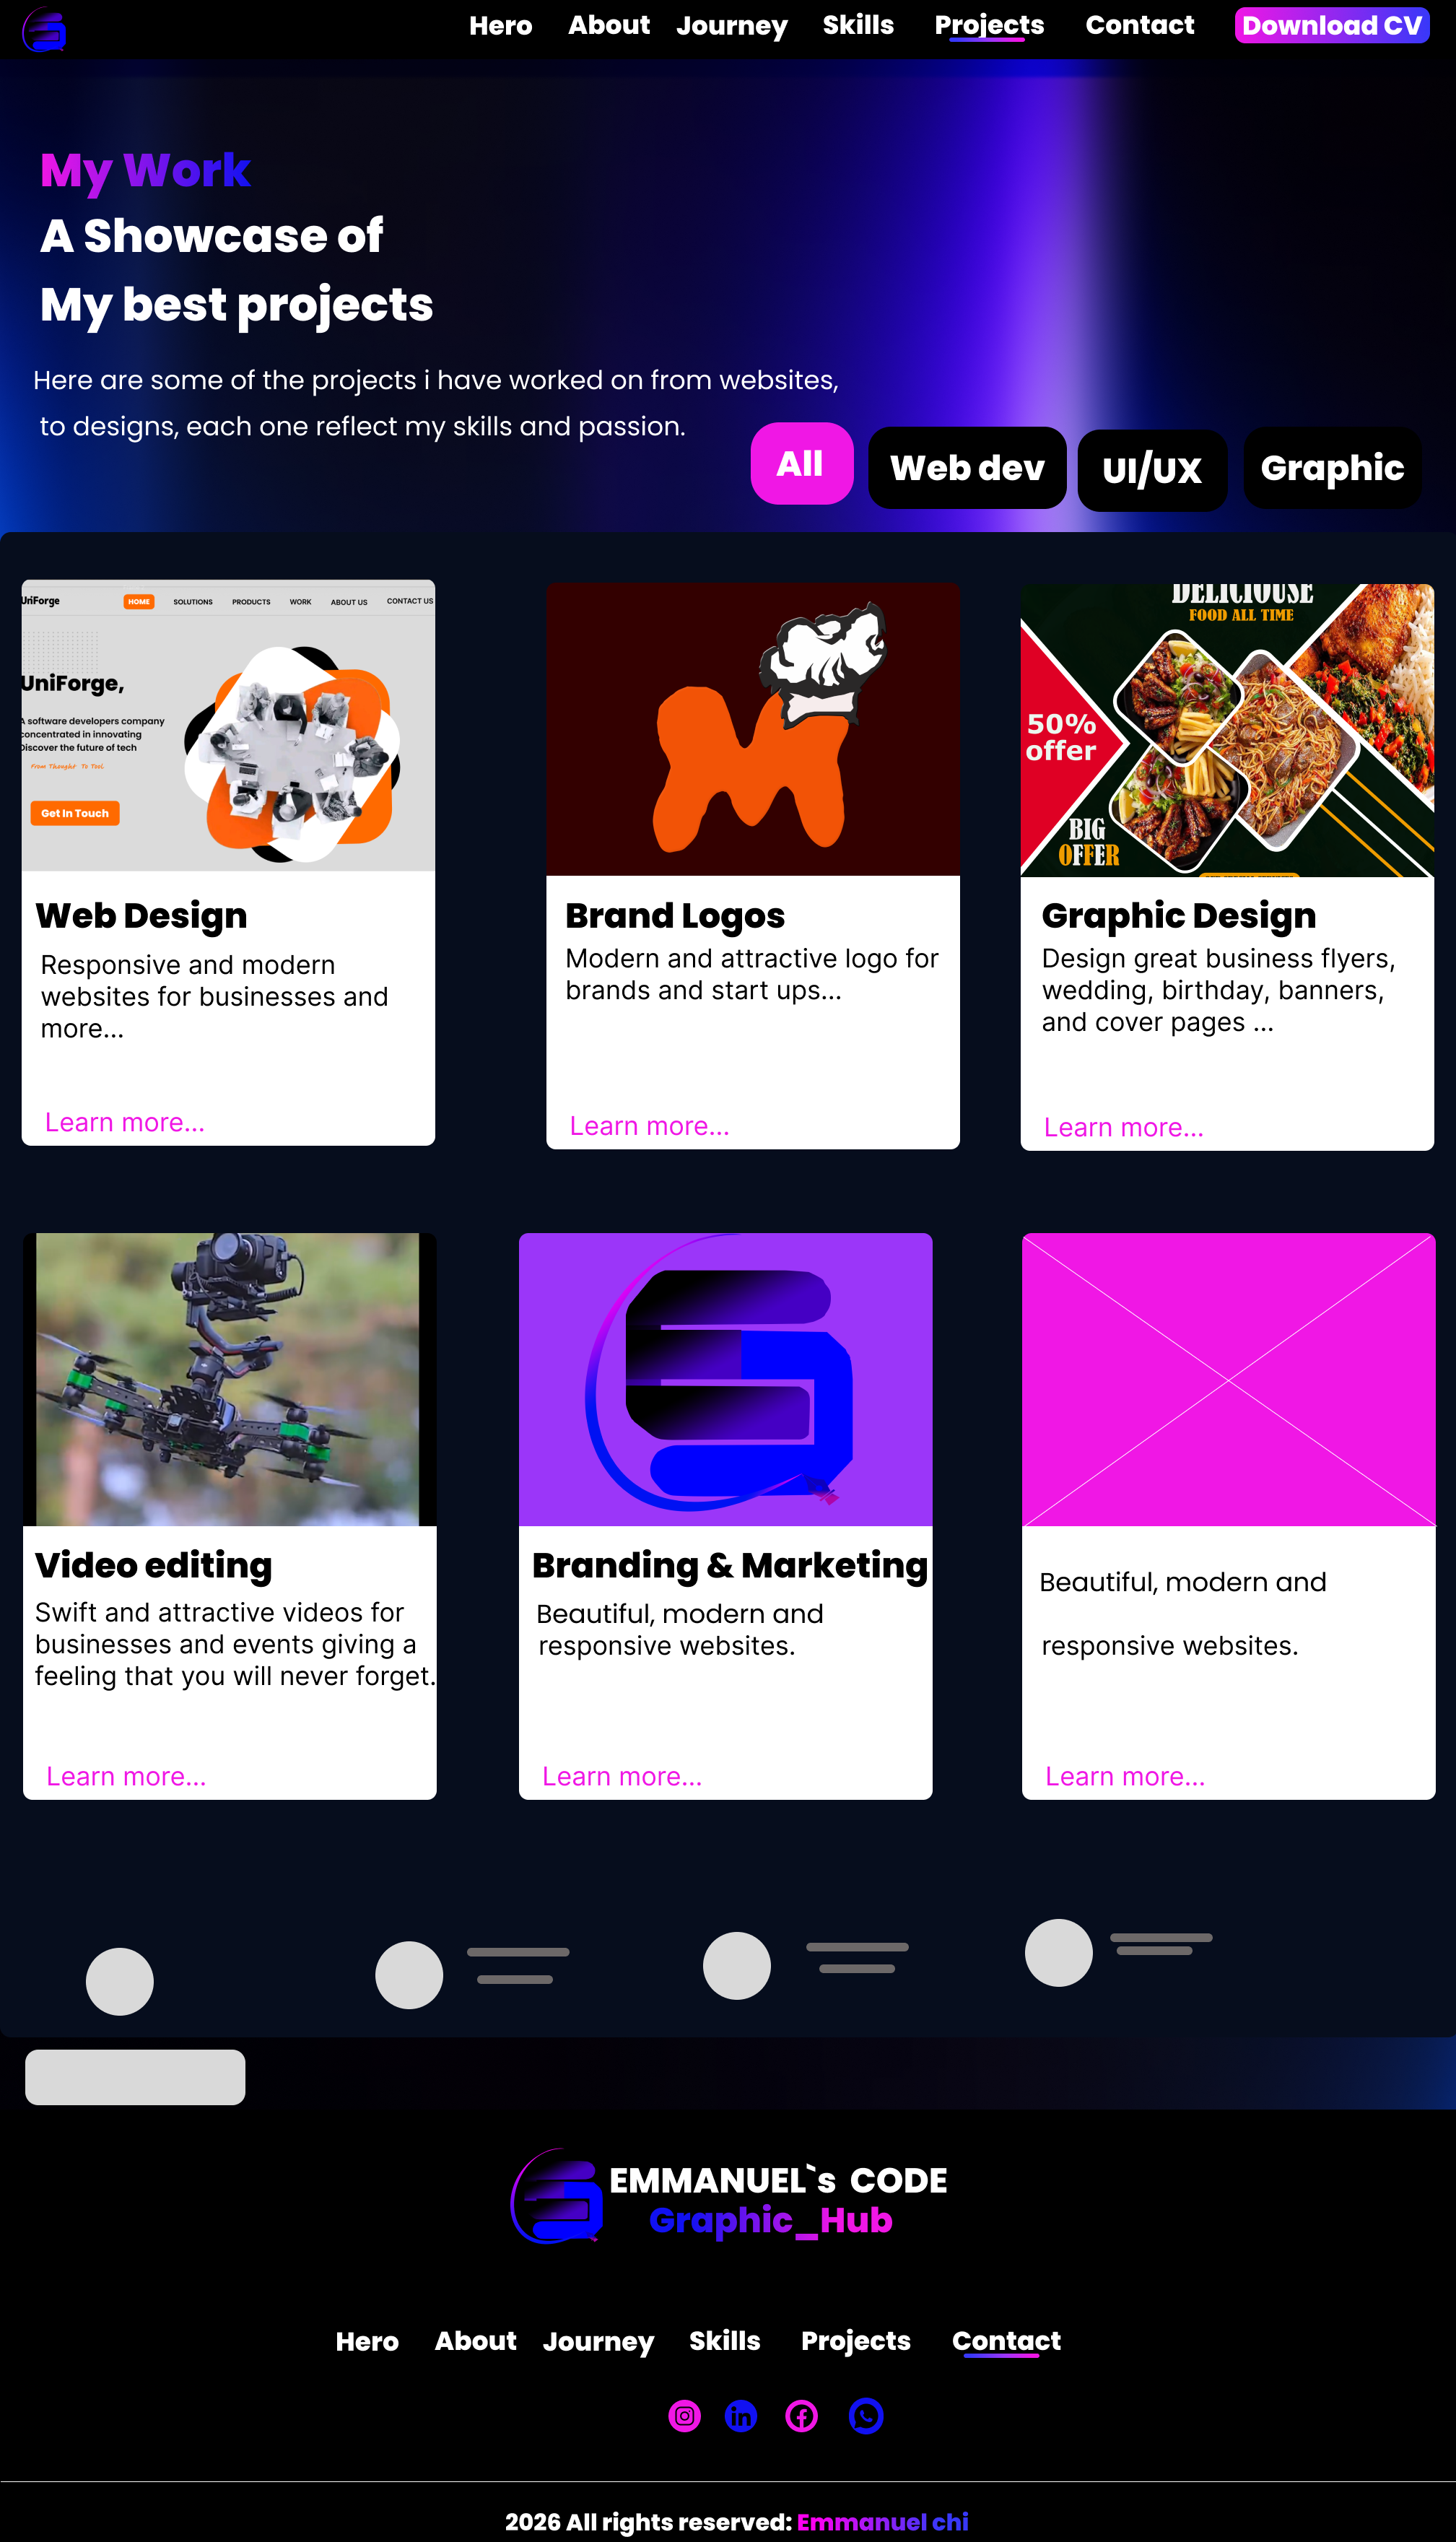 Hero About Journey Skills Projects Contact Download CV
My Work
A Showcase of
My best projects
Here are some of the projects i have worked on from websites,
to designs, each one reflect my skills and passion.
All Web dev UI/UX Graphic
UriForge HOME SOLUTIONS PRODUCTS WORK ABOUT US CONTACT US
UniForge,
A software developers company
concentrated in innovating
Discover the future of tech
From Thought To Tool
Get In Touch
Web Design
Responsive and modern
websites for businesses and
more...
Learn more...
Brand Logos
Modern and attractive logo for
brands and start ups...
Learn more...
DELICIOUSE
FOOD ALL TIME
50%
offer
BIG
OFFER
Graphic Design
Design great business flyers,
wedding, birthday, banners,
and cover pages ...
Learn more...
Video editing
Swift and attractive videos for
businesses and events giving a
feeling that you will never forget.
Learn more...
Branding & Marketing
Beautiful, modern and
responsive websites.
Learn more...
Beautiful, modern and
responsive websites.
Learn more...
EMMANUEL`s CODE
Graphic_Hub
Hero About Journey Skills Projects Contact
2026 All rights reserved: Emmanuel chi